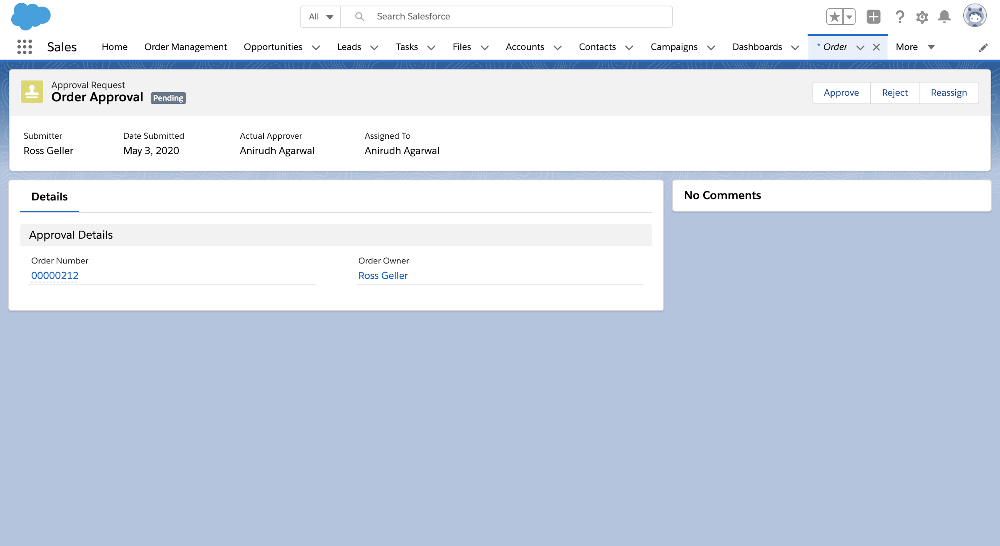 All
Search Salesforce
Sales
Home
Order Management
Opportunities
Leads
Tasks
Files
Accounts
Contacts
Campaigns
Dashboards
* Order
More
Approval Request
Order Approval Pending
Approve
Reject
Reassign
Submitter
Ross Geller
Date Submitted
May 3, 2020
Actual Approver
Anirudh Agarwal
Assigned To
Anirudh Agarwal
Details
Approval Details
Order Number
00000212
Order Owner
Ross Geller
No Comments